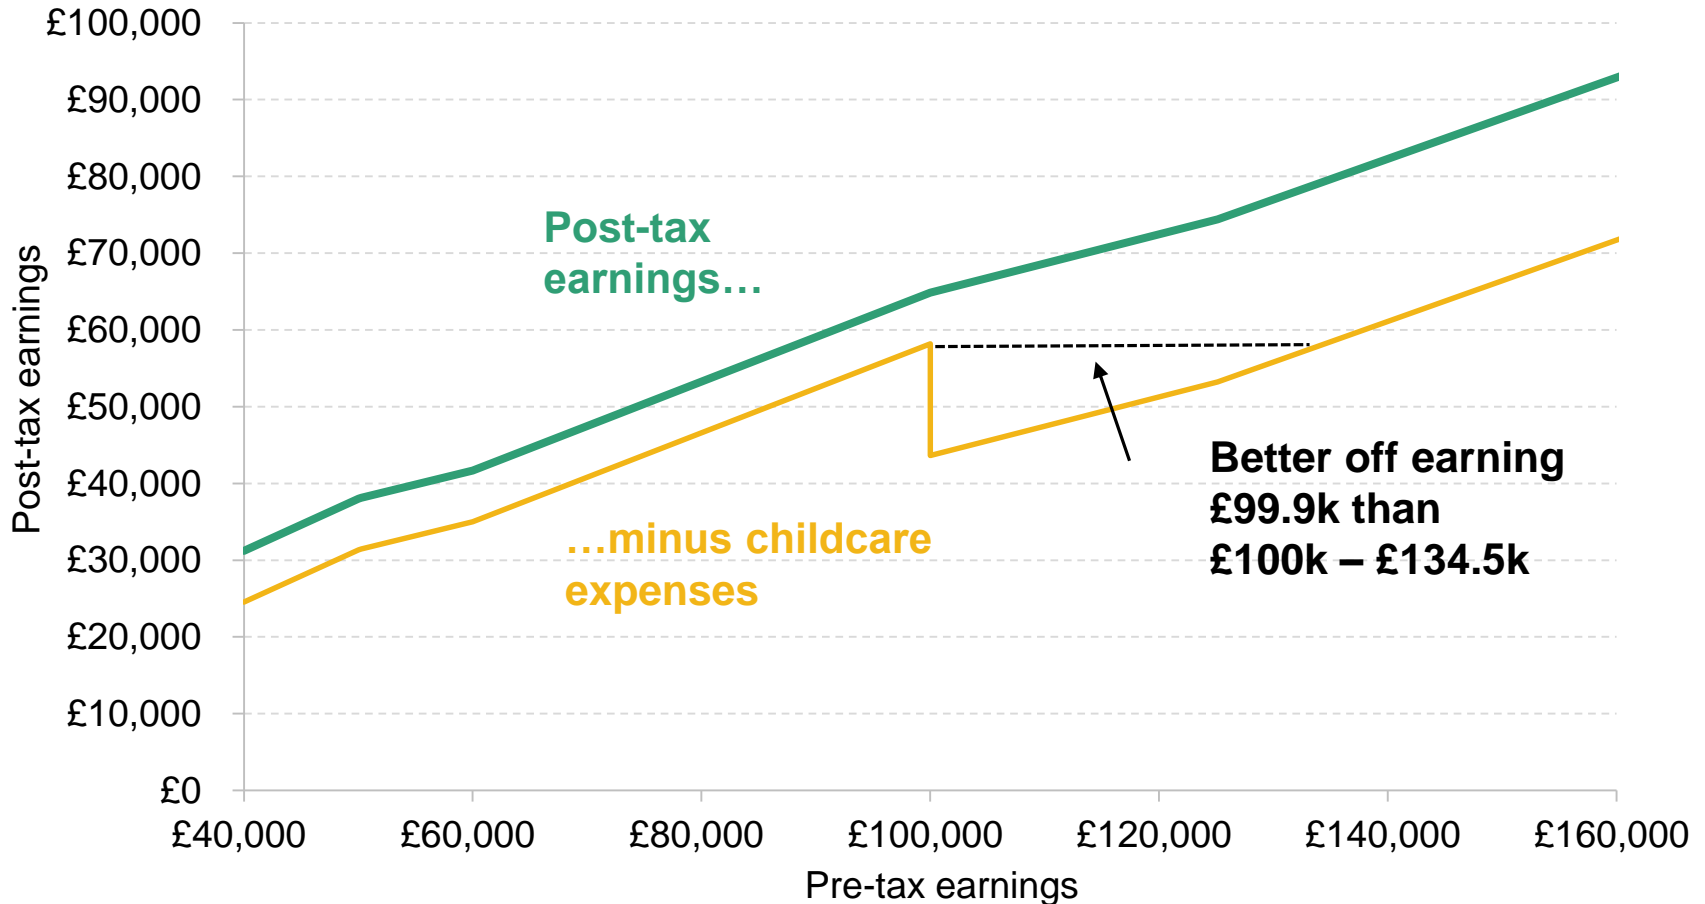 £100,000
£90,000
£80,000
£70,000
£60,000
£50,000
£40,000
£30,000
£20,000
£10,000
£0
Post-tax earnings
Post-tax
earnings…
…minus childcare
expenses
Better off earning
£99.9k than
£100k – £134.5k
£40,000
£60,000
£80,000
£100,000
£120,000
£140,000
£160,000
Pre-tax earnings